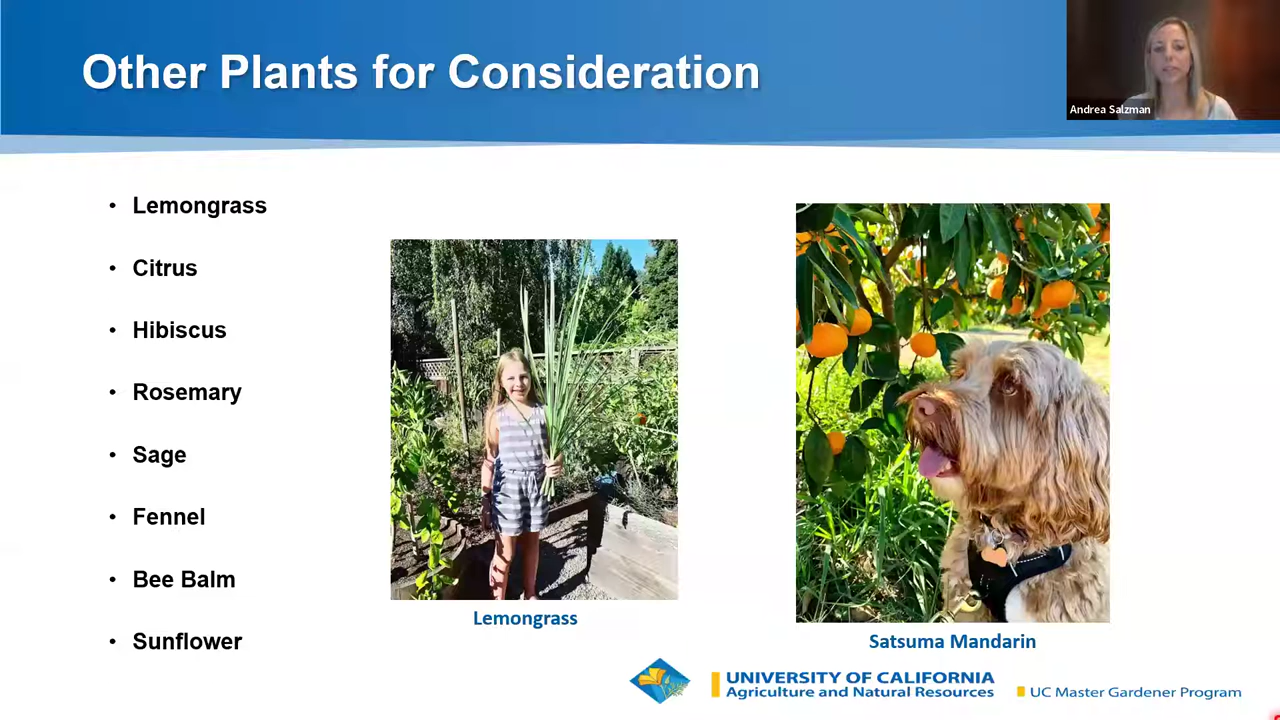 Other Plants for Consideration
Andrea Salzman
• Lemongrass
• Citrus
• Hibiscus
• Rosemary
• Sage
• Fennel
• Bee Balm
• Sunflower
Lemongrass
Satsuma Mandarin
UNIVERSITY OF CALIFORNIA
Agriculture and Natural Resources
UC Master Gardener Program